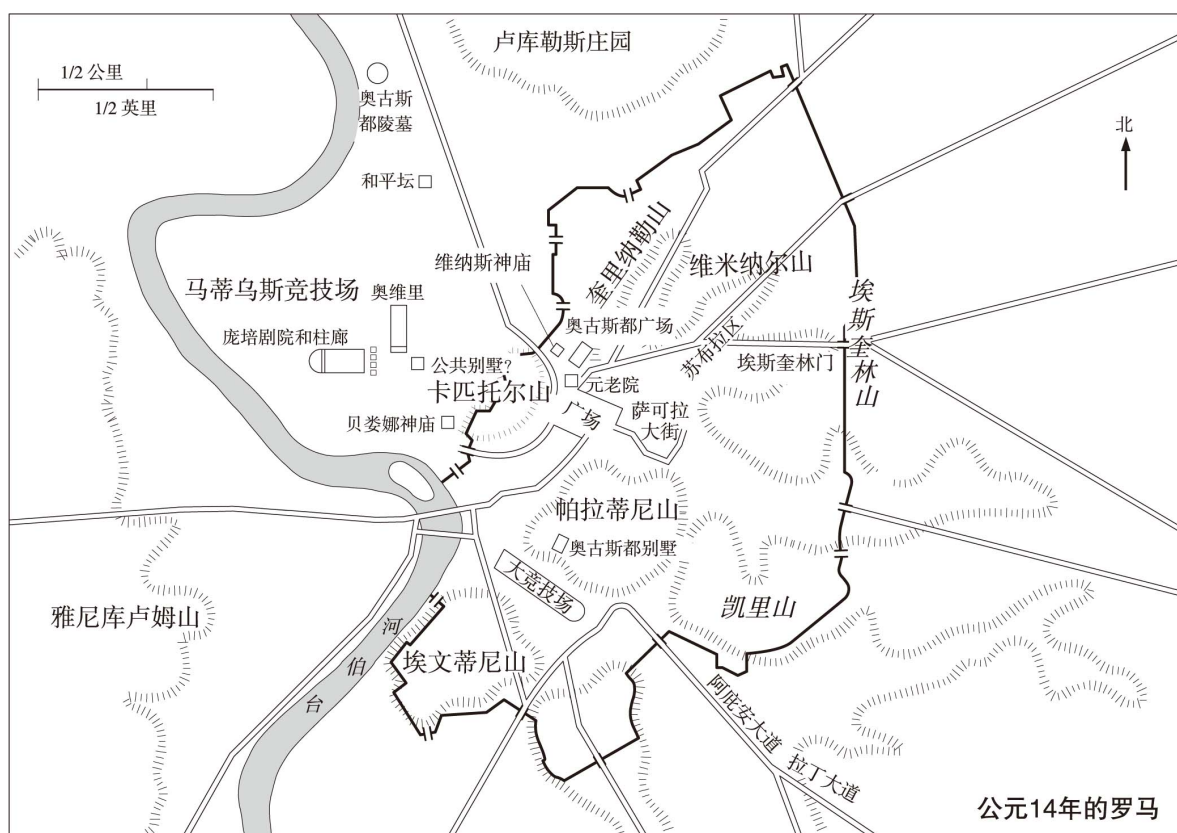 卢库勒斯庄园
1/2 公里
1/2 英里
奥古斯
都陵墓
北
和平坛
奎里纳勒山
维纳斯神庙
维米纳尔山
马蒂乌斯竞技场
奥维里
埃斯奎林山
奥古斯都广场
庞培剧院和柱廊
苏布拉区
埃斯奎林门
公共别墅?
卡匹托尔山
元老院
贝娄娜神庙
广场
萨可拉
大街
帕拉蒂尼山
奥古斯都别墅
大竞技场
凯里山
雅尼库卢姆山
台伯河
埃文蒂尼山
阿庇安大道
拉丁大道
公元14年的罗马